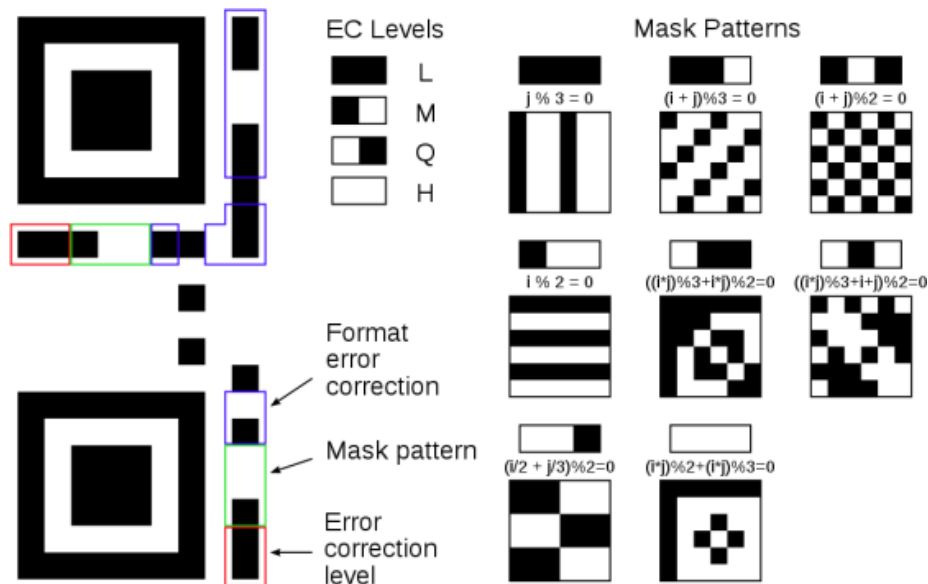 EC Levels
L
M
Q
H
Mask Patterns
j % 3 = 0
(i + j)%3 = 0
(i + j)%2 = 0
i % 2 = 0
((i*j)%3+i*j)%2=0
((i*j)%3+i+j)%2=0
(i/2 + j/3)%2=0
(i*j)%2+(i*j)%3=0
Format
error
correction
Mask pattern
Error
correction
level